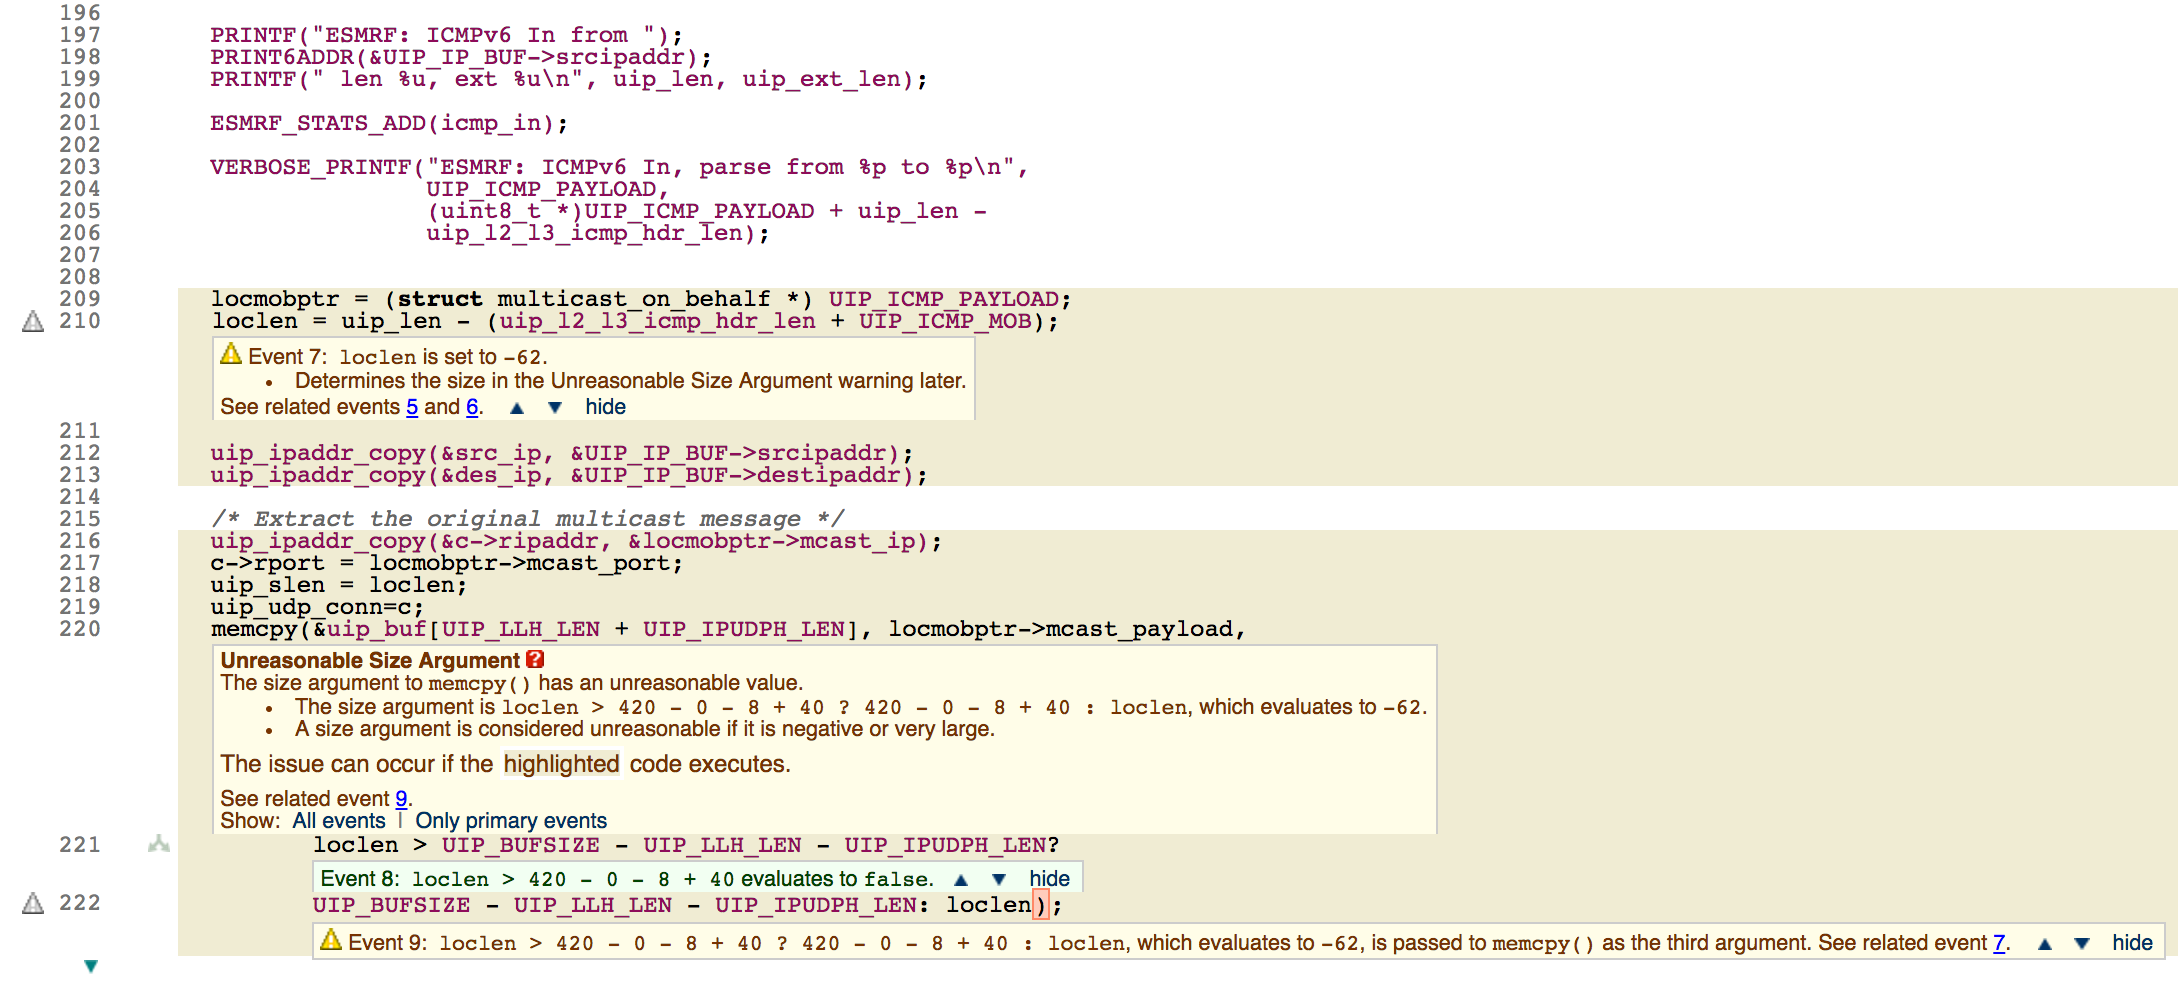 196
197 PRINTF("ESMRF: ICMPv6 In from ");
198 PRINT6ADDR(&UIP_IP_BUF->srcipaddr);
199 PRINTF(" len %u, ext %u\n", uip_len, uip_ext_len);
200
201 ESMRF_STATS_ADD(icmp_in);
202
203 VERBOSE_PRINTF("ESMRF: ICMPv6 In, parse from %p to %p\n",
204 UIP_ICMP_PAYLOAD,
205 (uint8_t *)UIP_ICMP_PAYLOAD + uip_len -
206 uip_l2_l3_icmp_hdr_len);
207
208
209 locmobptr = (struct multicast_on_behalf *) UIP_ICMP_PAYLOAD;
210 loclen = uip_len - (uip_l2_l3_icmp_hdr_len + UIP_ICMP_MOB);
Event 7: loclen is set to -62.
• Determines the size in the Unreasonable Size Argument warning later.
See related events 5 and 6. ▲ ▼ hide
211
212 uip_ipaddr_copy(&src_ip, &UIP_IP_BUF->srcipaddr);
213 uip_ipaddr_copy(&des_ip, &UIP_IP_BUF->destipaddr);
214
215 /* Extract the original multicast message */
216 uip_ipaddr_copy(&c->ripaddr, &locmobptr->mcast_ip);
217 c->rport = locmobptr->mcast_port;
218 uip_slen = loclen;
219 uip_udp_conn=c;
220 memcpy(&uip_buf[UIP_LLH_LEN + UIP_IPUDPH_LEN], locmobptr->mcast_payload,
Unreasonable Size Argument ?
The size argument to memcpy() has an unreasonable value.
• The size argument is loclen > 420 - 0 - 8 + 40 ? 420 - 0 - 8 + 40 : loclen, which evaluates to -62.
• A size argument is considered unreasonable if it is negative or very large.
The issue can occur if the highlighted code executes.
See related event 9.
Show: All events | Only primary events
221 loclen > UIP_BUFSIZE - UIP_LLH_LEN - UIP_IPUDPH_LEN?
Event 8: loclen > 420 - 0 - 8 + 40 evaluates to false. ▲ ▼ hide
222 UIP_BUFSIZE - UIP_LLH_LEN - UIP_IPUDPH_LEN: loclen);
Event 9: loclen > 420 - 0 - 8 + 40 ? 420 - 0 - 8 + 40 : loclen, which evaluates to -62, is passed to memcpy() as the third argument. See related event 7. ▲ ▼ hide